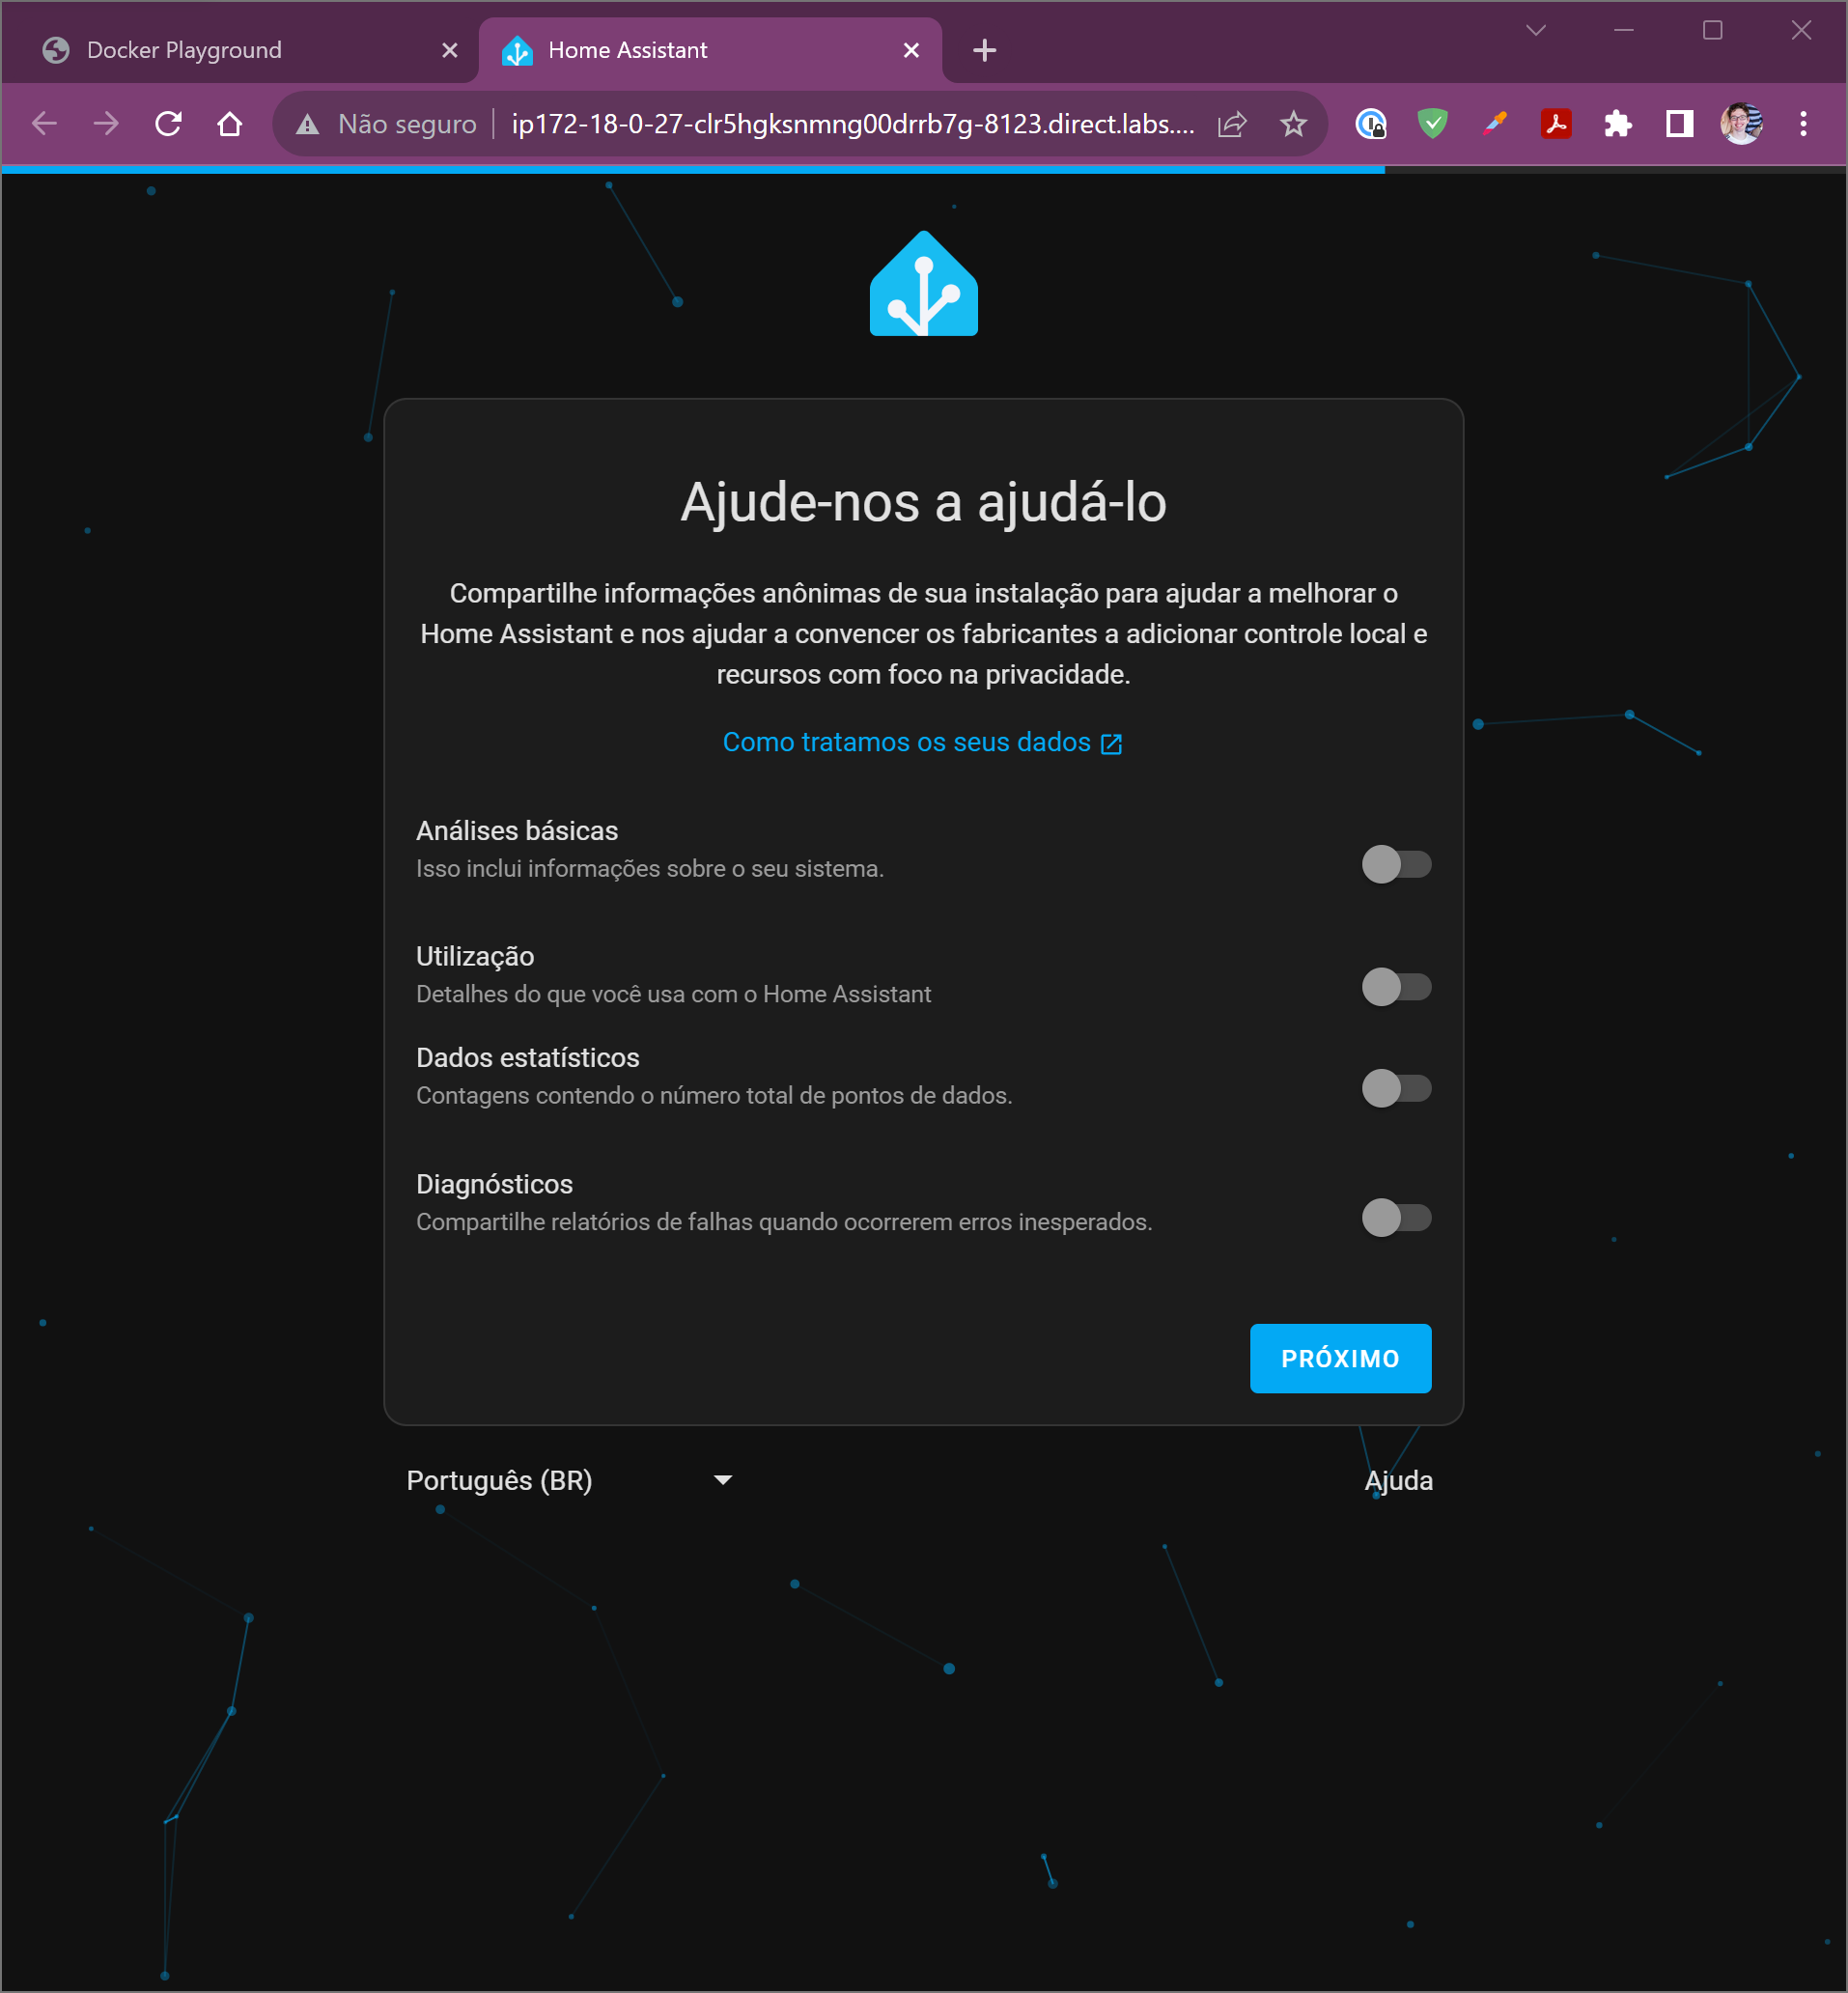 Docker Playground
Home Assistant
Não seguro
ip172-18-0-27-clr5hgksnmng00drrb7g-8123.direct.labs....
Ajude-nos a ajudá-lo
Compartilhe informações anônimas de sua instalação para ajudar a melhorar o
Home Assistant e nos ajudar a convencer os fabricantes a adicionar controle local e
recursos com foco na privacidade.
Como tratamos os seus dados
Análises básicas
Isso inclui informações sobre o seu sistema.
Utilização
Detalhes do que você usa com o Home Assistant
Dados estatísticos
Contagens contendo o número total de pontos de dados.
Diagnósticos
Compartilhe relatórios de falhas quando ocorrerem erros inesperados.
PRÓXIMO
Português (BR)
Ajuda